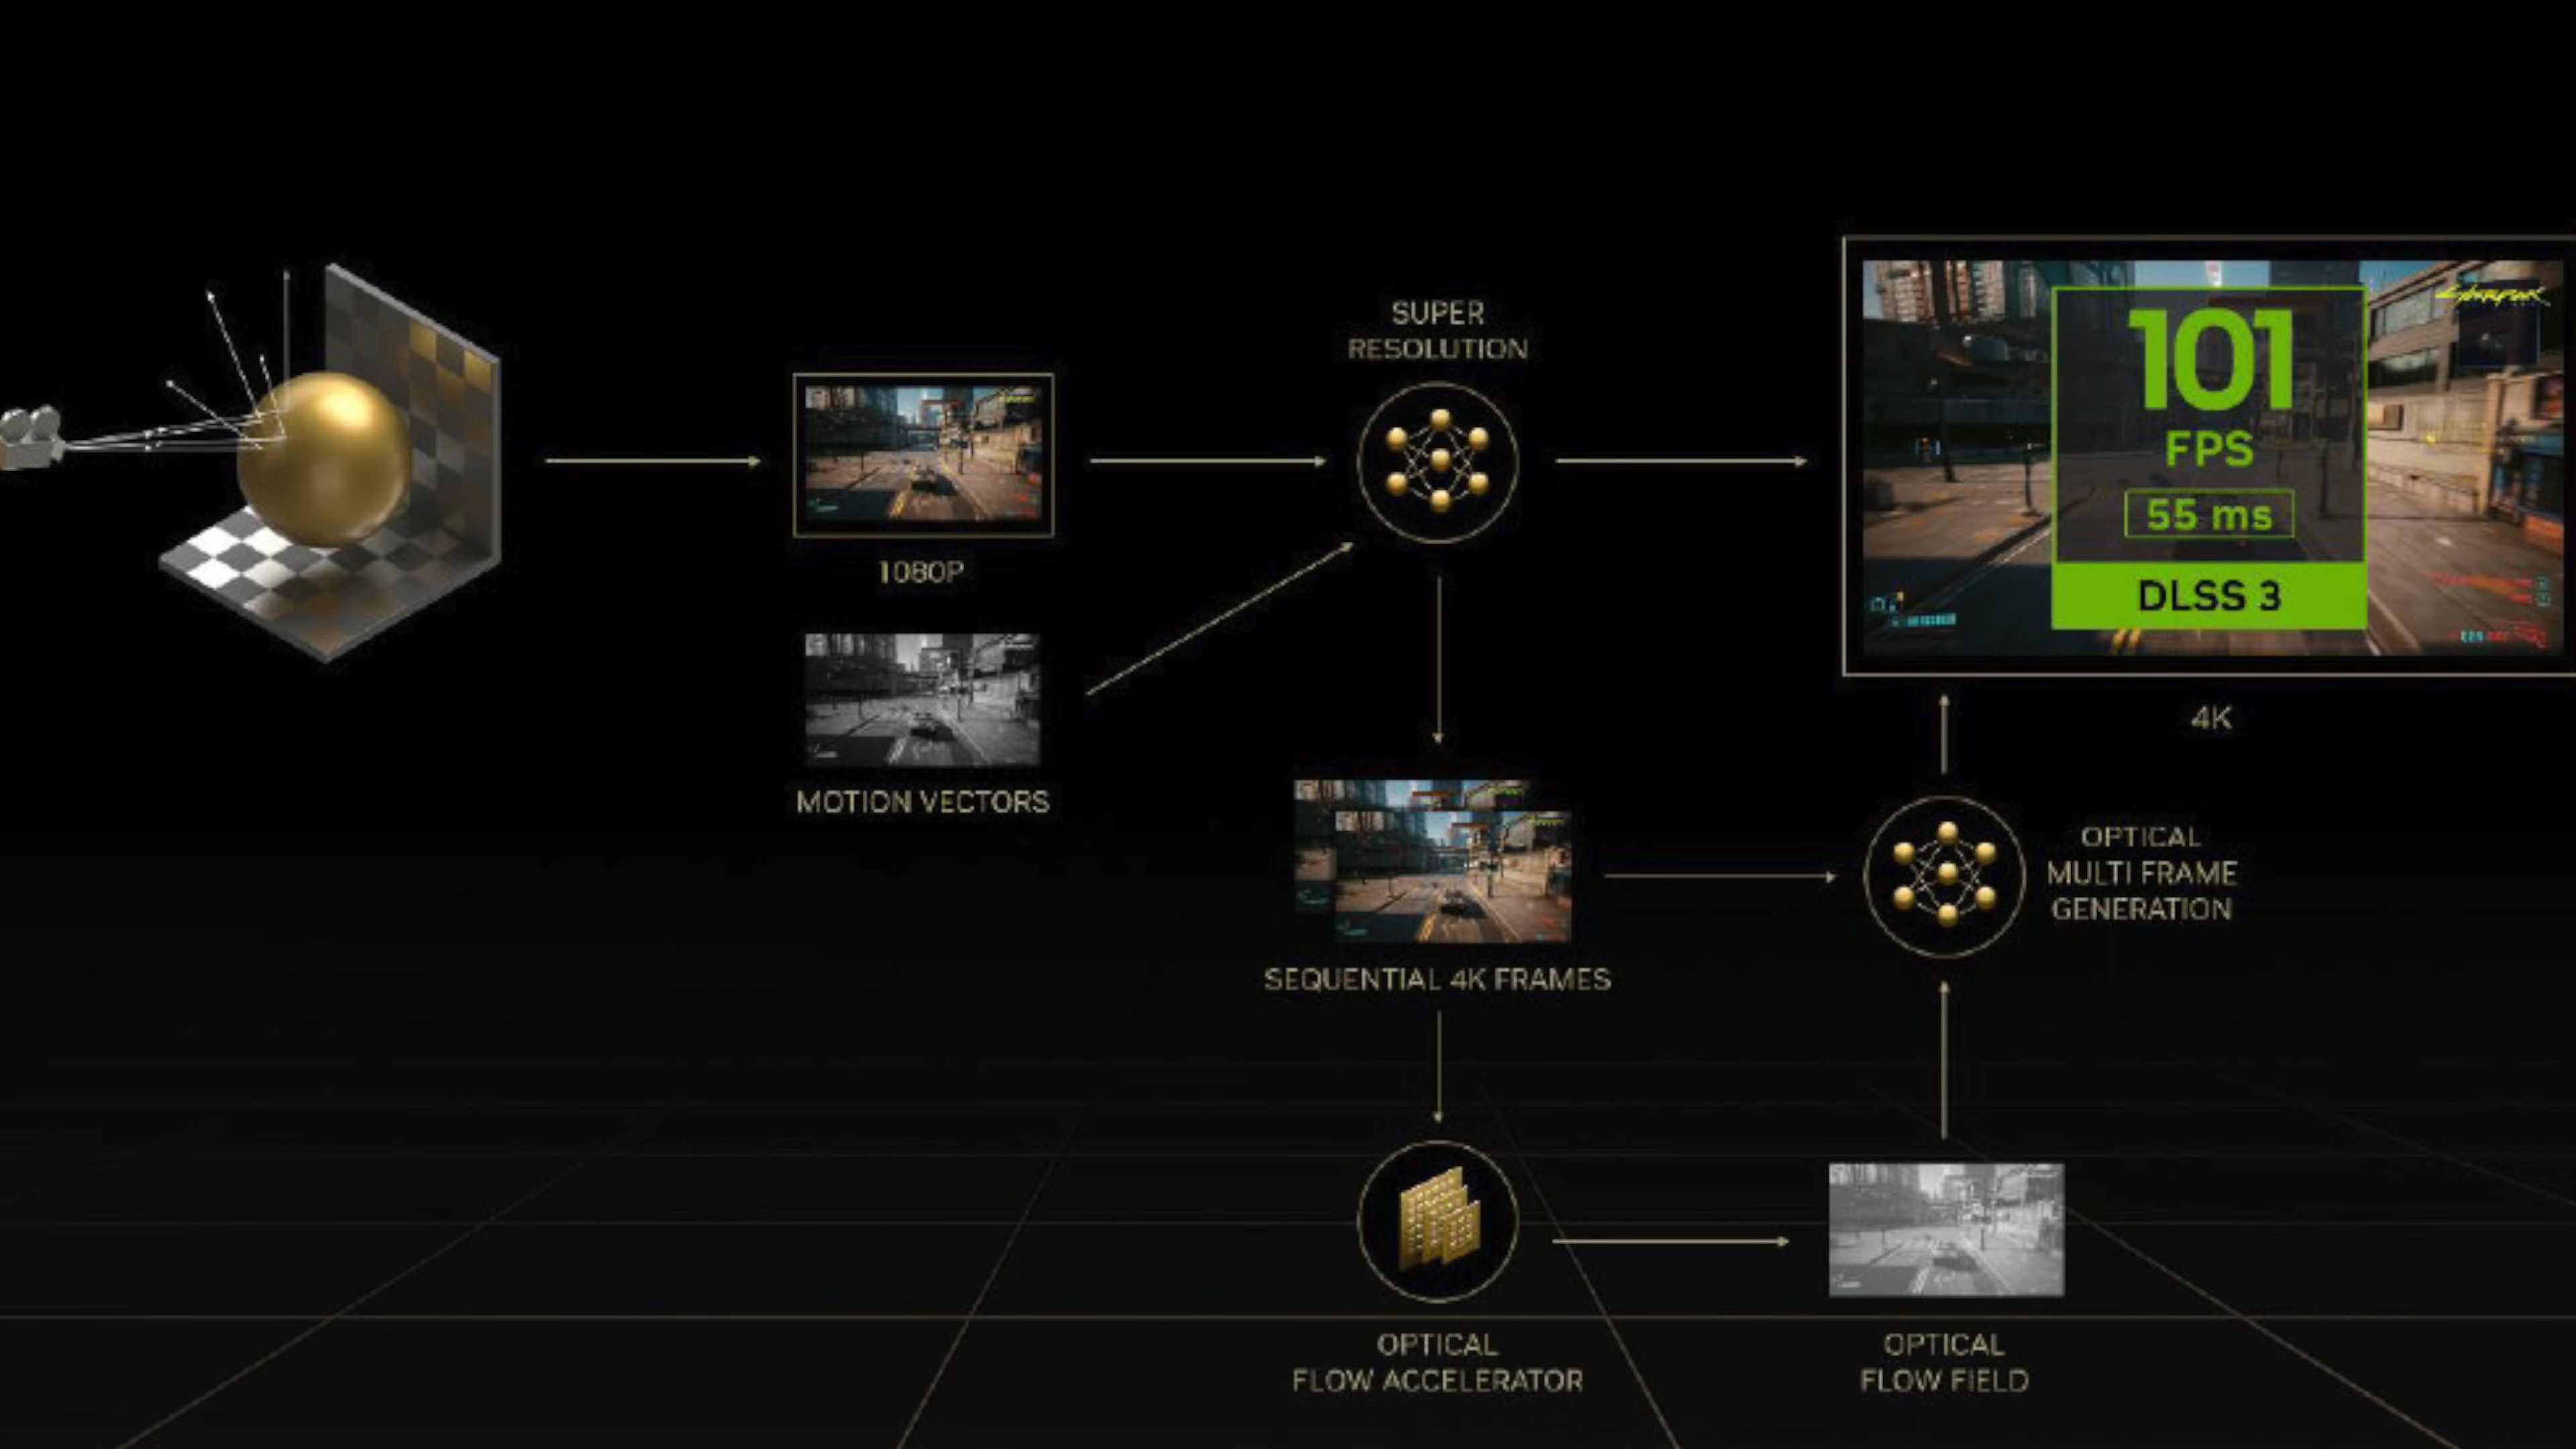 SUPER
RESOLUTION
1080P
MOTION VECTORS
101
FPS
55 ms
DLSS 3
4K
SEQUENTIAL 4K FRAMES
OPTICAL
MULTI FRAME
GENERATION
OPTICAL
FLOW ACCELERATOR
OPTICAL
FLOW FIELD